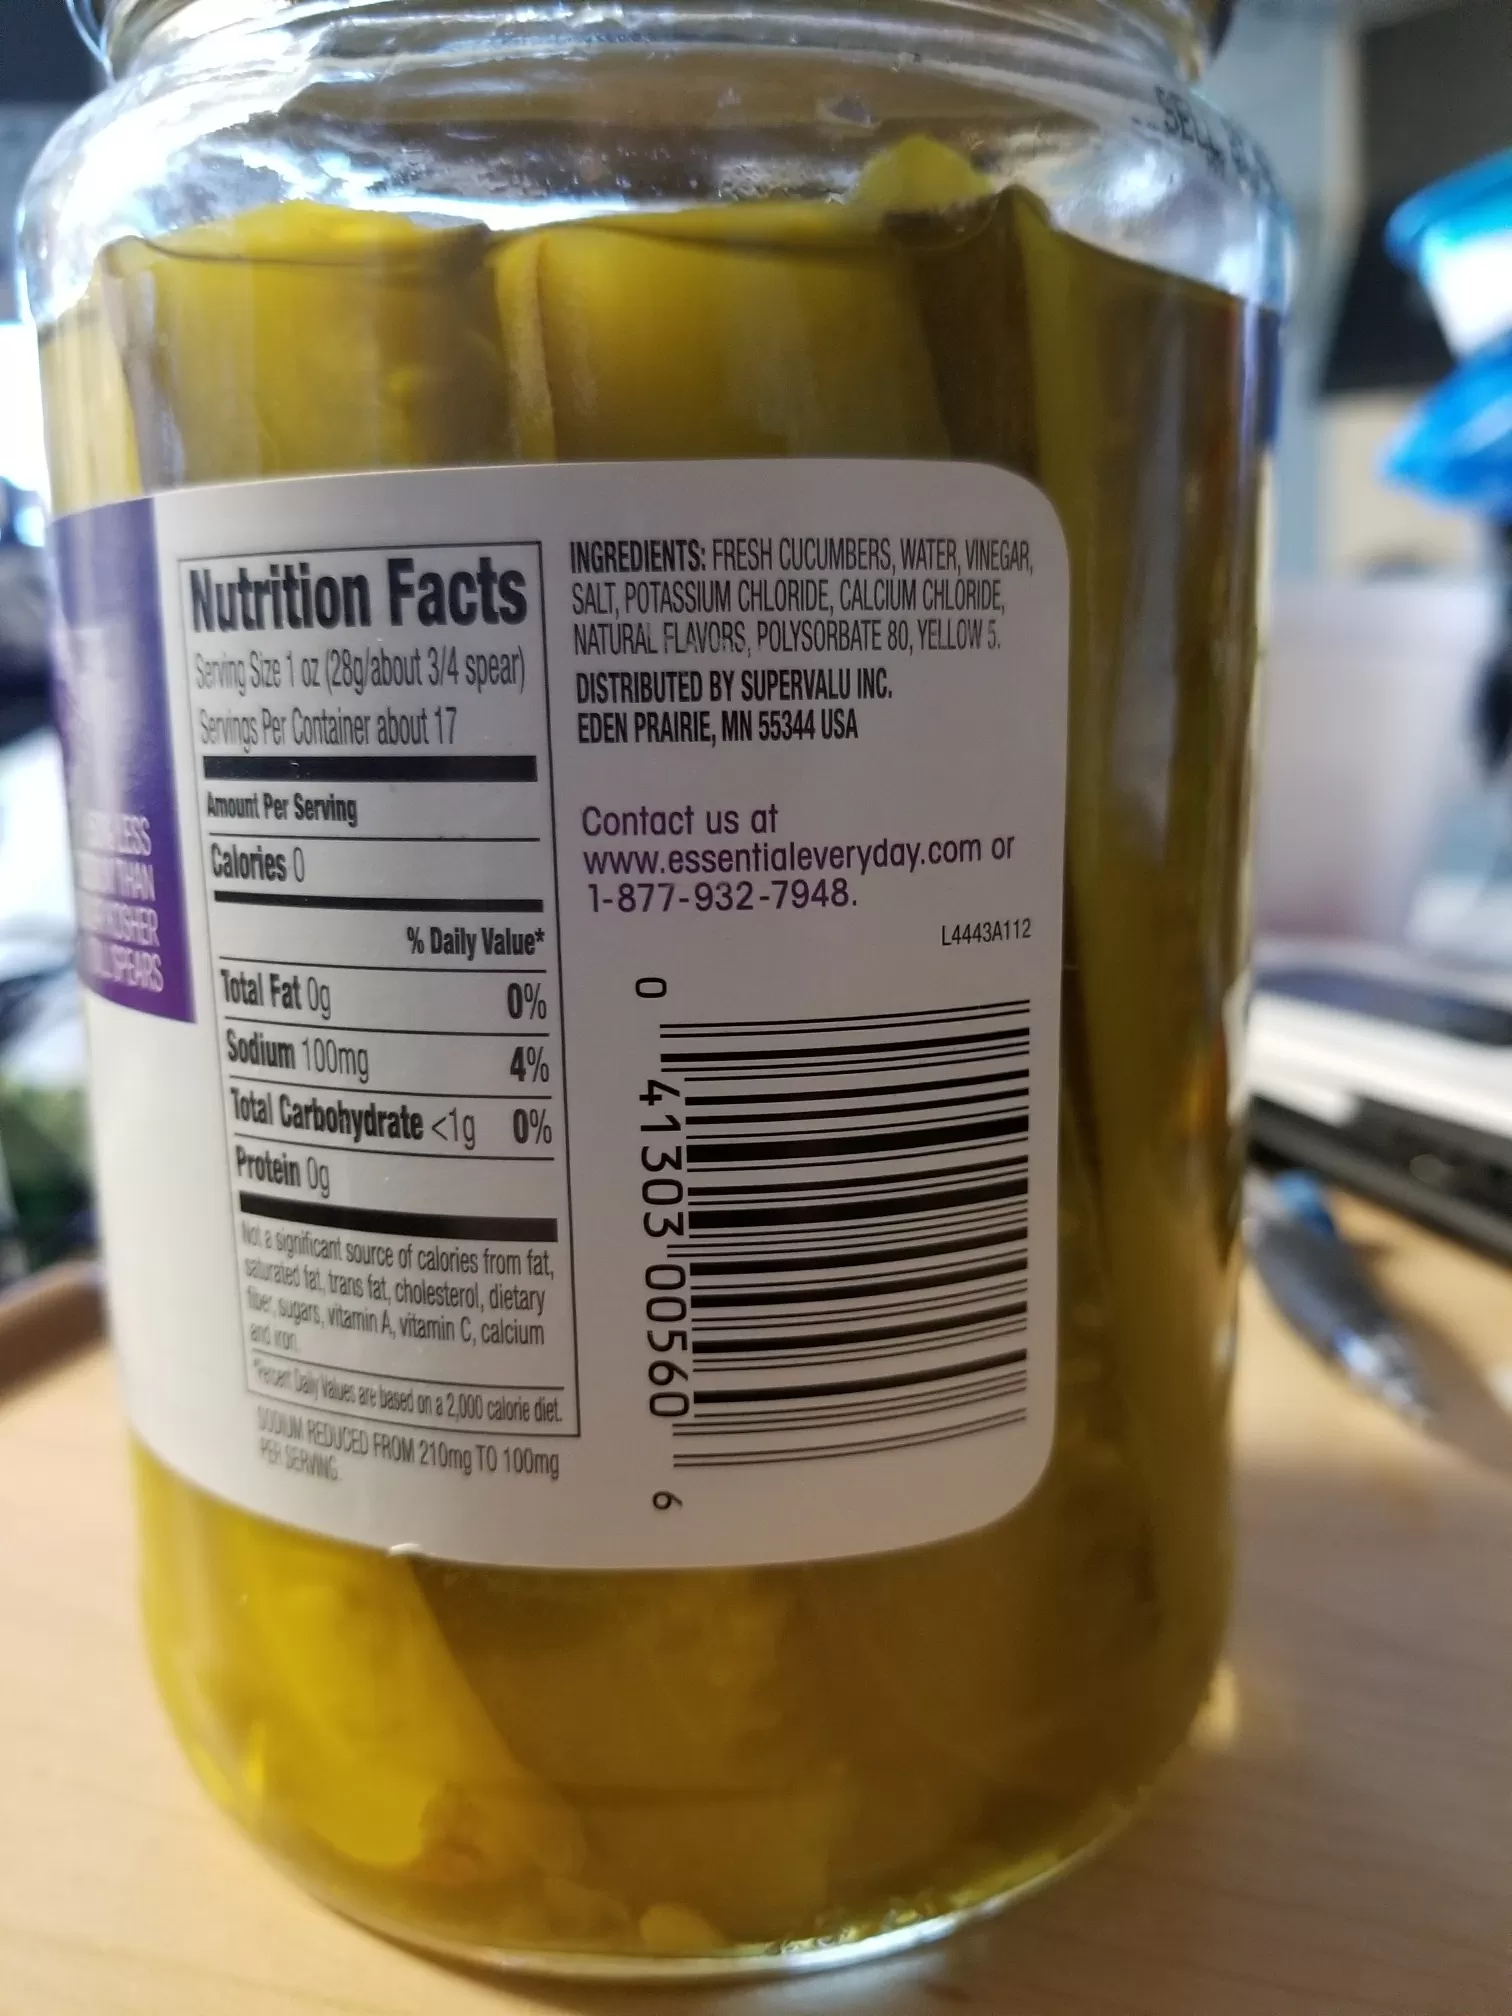 SELL
LESS
THAN
KOSHER
SPEARS
Nutrition Facts
Serving Size 1 oz (28g/about 3/4 spear)
Servings Per Container about 17
Amount Per Serving
Calories 0
% Daily Value*
Total Fat 0g 0%
Sodium 100mg 4%
Total Carbohydrate <1g 0%
Protein 0g
Not a significant source of calories from fat,
saturated fat, trans fat, cholesterol, dietary
fiber, sugars, vitamin A, vitamin C, calcium
and iron.
*Percent Daily Values are based on a 2,000 calorie diet.
SODIUM REDUCED FROM 210mg TO 100mg
PER SERVING.
INGREDIENTS: FRESH CUCUMBERS, WATER, VINEGAR,
SALT, POTASSIUM CHLORIDE, CALCIUM CHLORIDE,
NATURAL FLAVORS, POLYSORBATE 80, YELLOW 5.
DISTRIBUTED BY SUPERVALU INC.
EDEN PRAIRIE, MN 55344 USA
Contact us at
www.essentialeveryday.com or
1-877-932-7948.
L4443A112
0 41303 00560 6